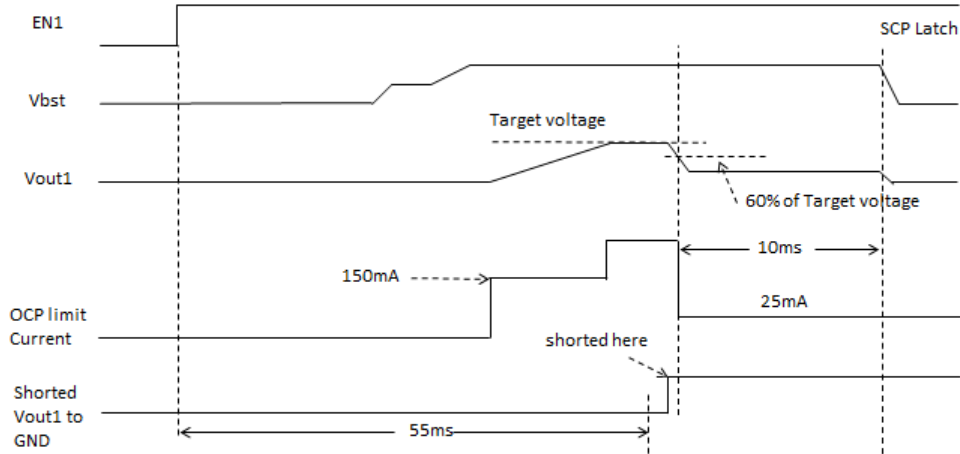 EN1
SCP Latch
Vbst
Target voltage
Vout1
60% of Target voltage
10ms
150mA
25mA
OCP limit
Current
shorted here
Shorted
Vout1 to
GND
55ms